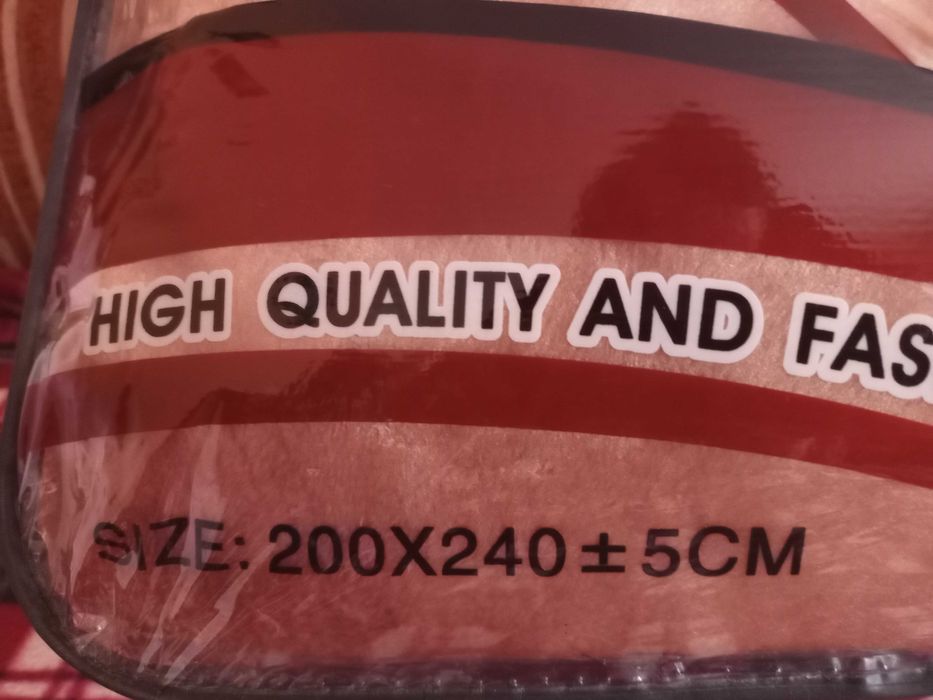 HIGH QUALITY AND FAS
SIZE: 200X240±5CM